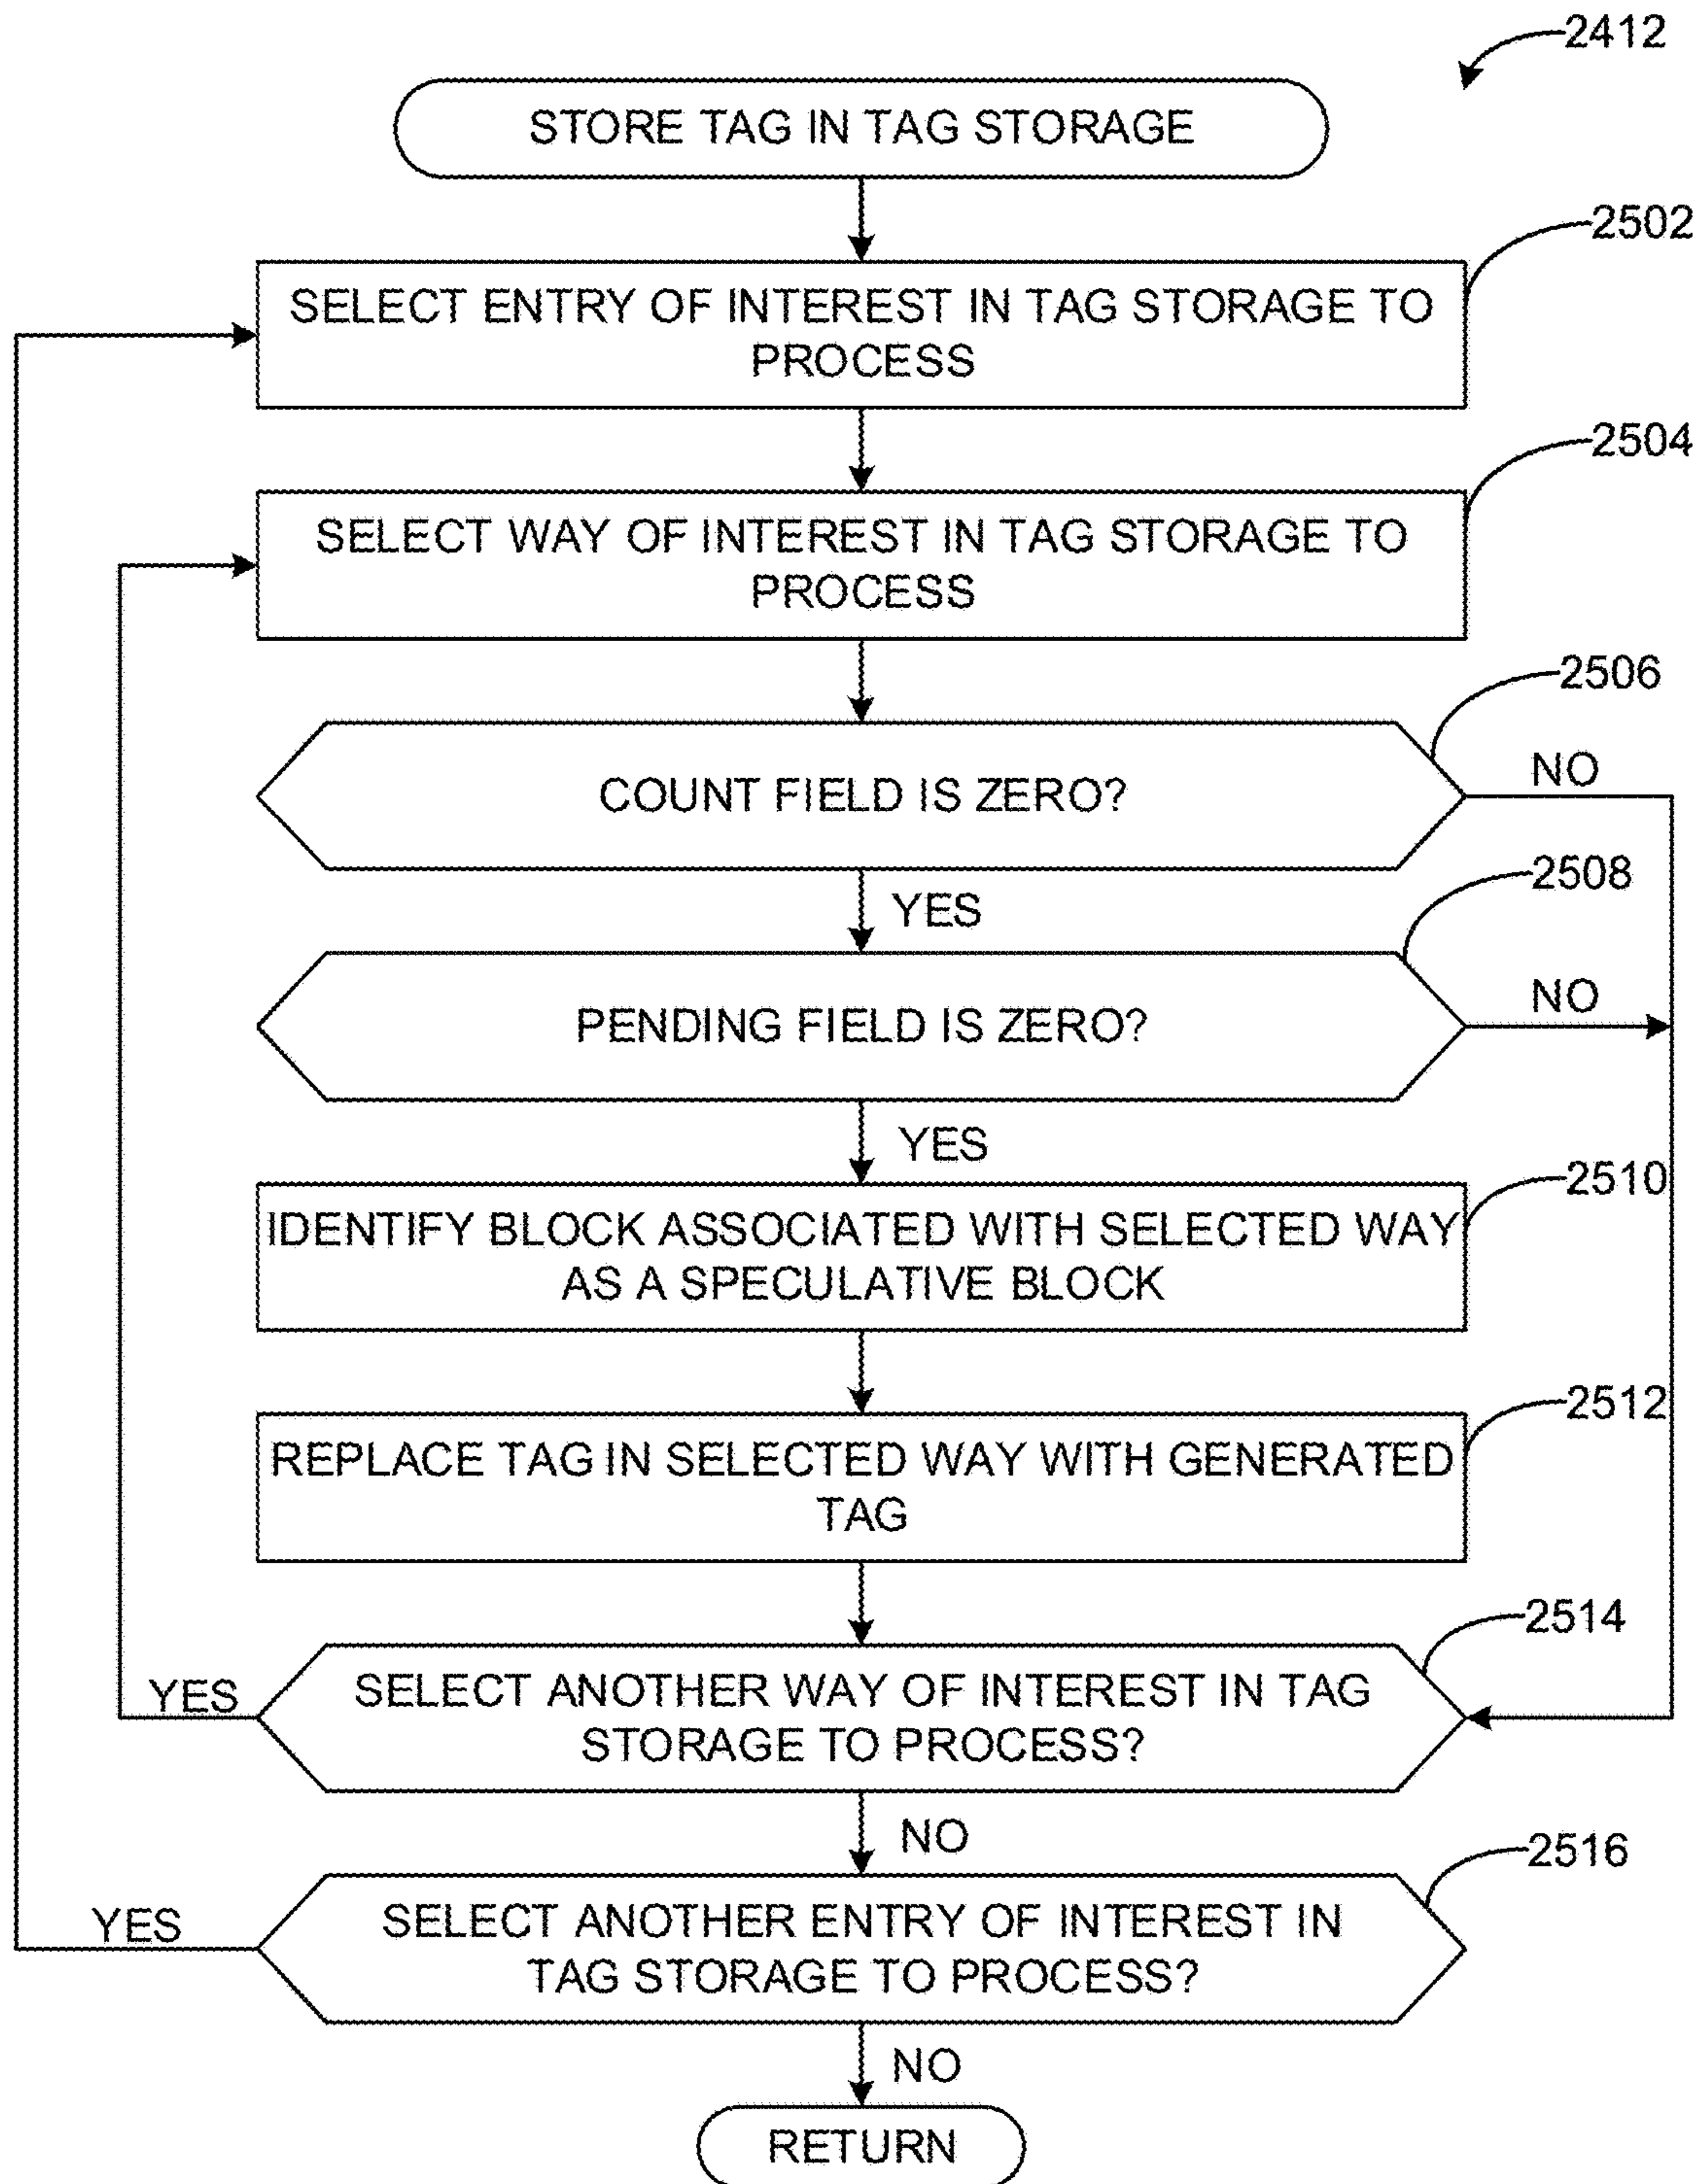 2412
STORE TAG IN TAG STORAGE
2502
SELECT ENTRY OF INTEREST IN TAG STORAGE TO
PROCESS
2504
SELECT WAY OF INTEREST IN TAG STORAGE TO
PROCESS
2506
COUNT FIELD IS ZERO?
NO
YES
2508
PENDING FIELD IS ZERO?
NO
YES
2510
IDENTIFY BLOCK ASSOCIATED WITH SELECTED WAY
AS A SPECULATIVE BLOCK
2512
REPLACE TAG IN SELECTED WAY WITH GENERATED
TAG
2514
SELECT ANOTHER WAY OF INTEREST IN TAG
STORAGE TO PROCESS?
YES
NO
2516
SELECT ANOTHER ENTRY OF INTEREST IN
TAG STORAGE TO PROCESS?
YES
NO
RETURN